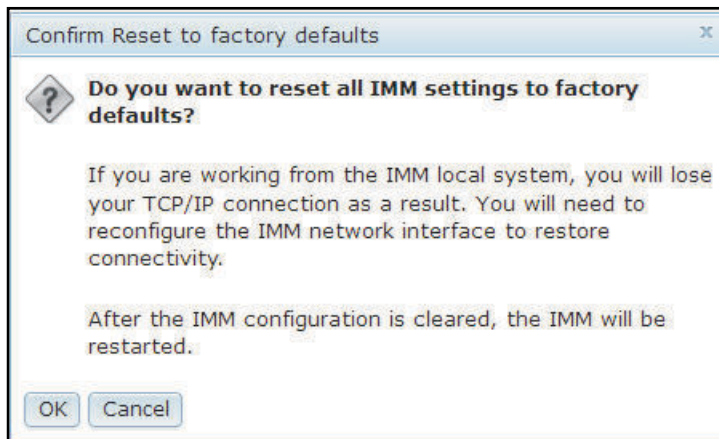 Confirm Reset to factory defaults x
? Do you want to reset all IMM settings to factory
defaults?
If you are working from the IMM local system, you will lose
your TCP/IP connection as a result. You will need to
reconfigure the IMM network interface to restore
connectivity.
After the IMM configuration is cleared, the IMM will be
restarted.
OK Cancel